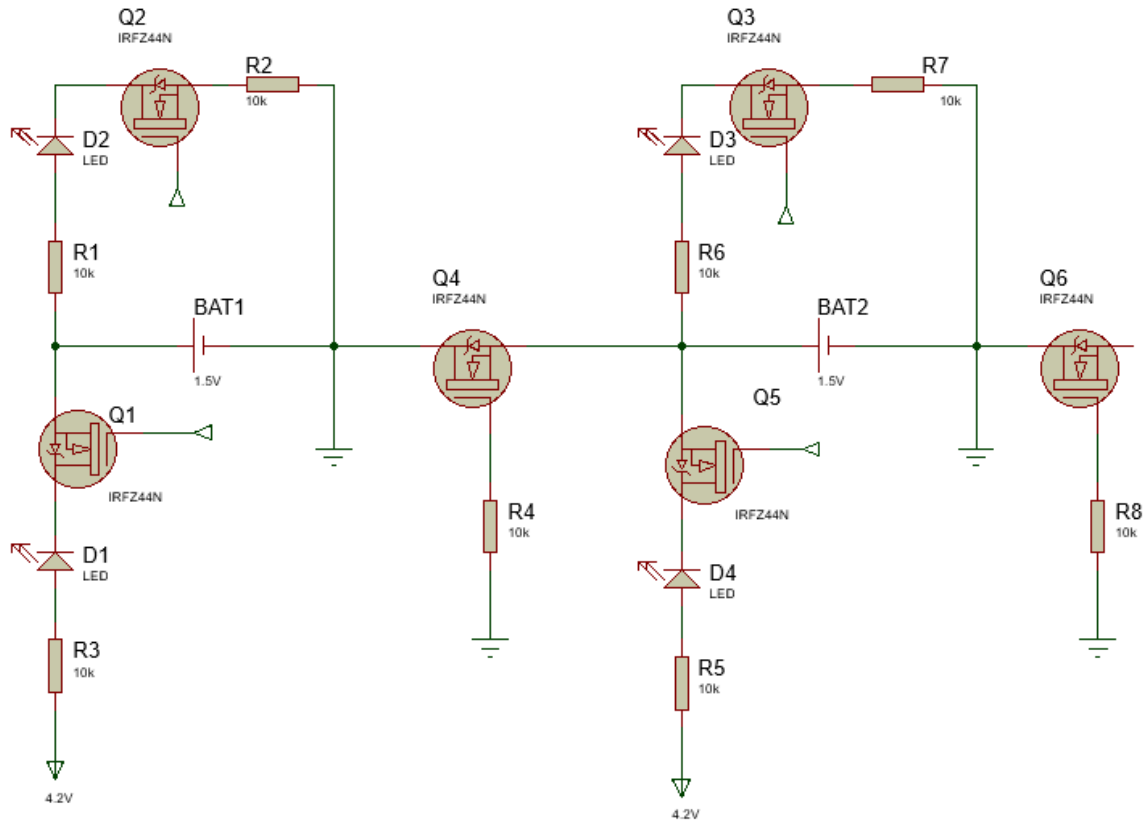 Q2
IRFZ44N
R2
10k
D2
LED
R1
10k
BAT1
1.5V
Q1
IRFZ44N
D1
LED
R3
10k
4.2V
Q4
IRFZ44N
R4
10k
Q3
IRFZ44N
R7
10k
D3
LED
R6
10k
BAT2
1.5V
Q5
IRFZ44N
D4
LED
R5
10k
4.2V
Q6
IRFZ44N
R8
10k